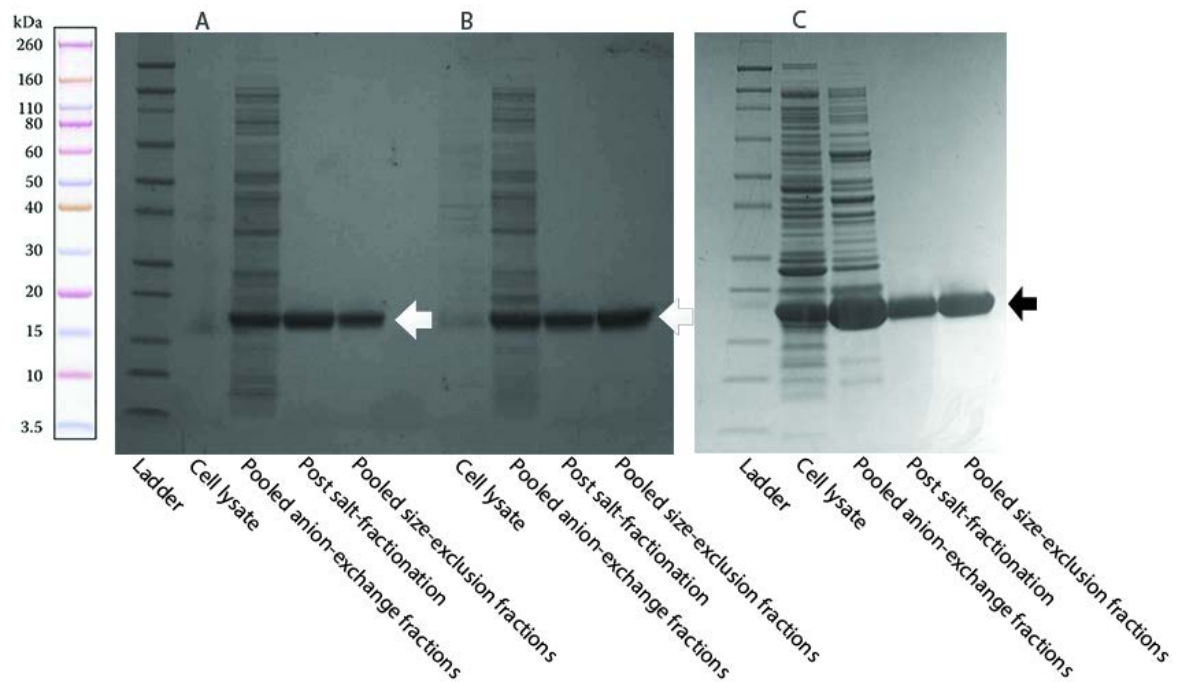 kDa
260
160
110
80
60
50
40
30
20
15
10
3.5
A
B
C
Ladder
Cell lysate
Pooled anion-exchange fractions
Post salt-fractionation
Pooled size-exclusion fractions
Cell lysate
Pooled anion-exchange fractions
Post salt-fractionation
Pooled size-exclusion fractions
Ladder
Cell lysate
Pooled anion-exchange fractions
Post salt-fractionation
Pooled size-exclusion fractions